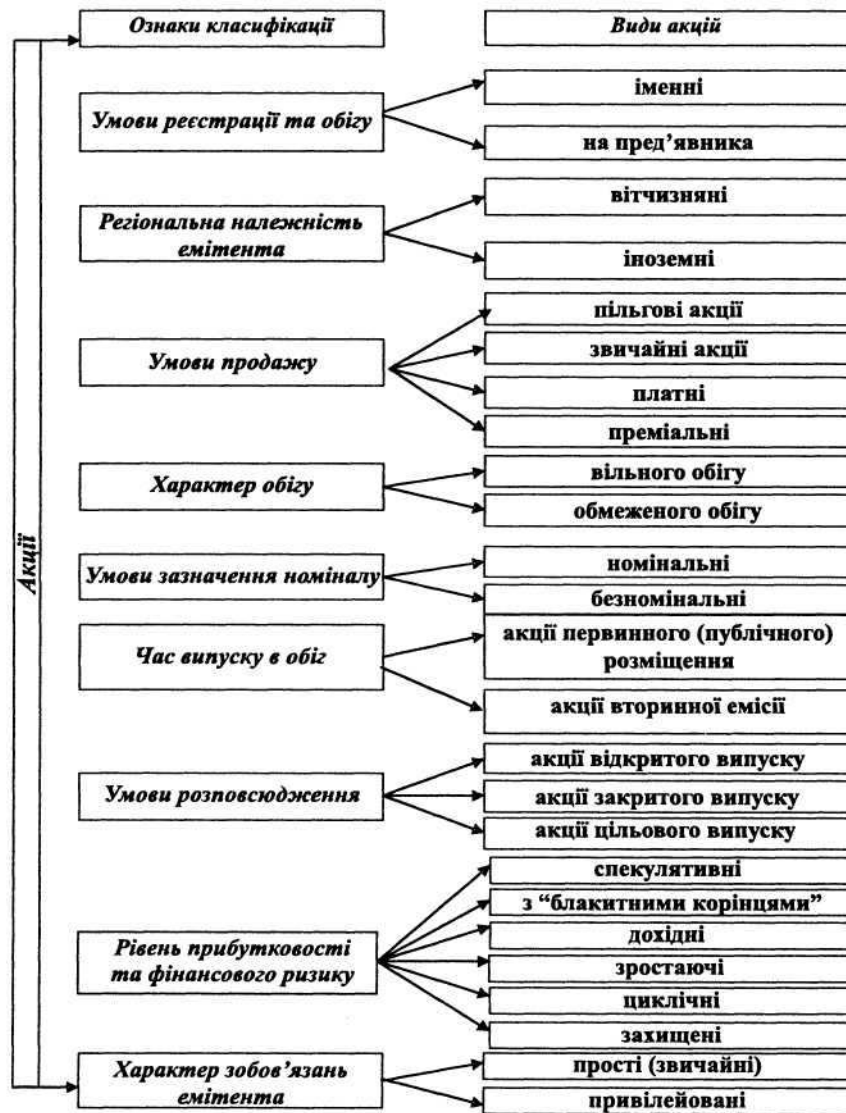 Ознаки класифікації
Види акцій
Акції
Умови реєстрації та обігу
іменні
на пред’явника
Регіональна належність
емітента
вітчизняні
іноземні
Умови продажу
пільгові акції
звичайні акції
платні
преміальні
Характер обігу
вільного обігу
обмеженого обігу
Умови зазначення номіналу
номінальні
безномінальні
Час випуску в обіг
акції первинного (публічного)
розміщення
акції вторинної емісії
Умови розповсюдження
акції відкритого випуску
акції закритого випуску
акції цільового випуску
Рівень прибутковості
та фінансового ризику
спекулятивні
з “блакитними корінцями”
дохідні
зростаючі
циклічні
захищені
Характер зобов’язань
емітента
прості (звичайні)
привілейовані